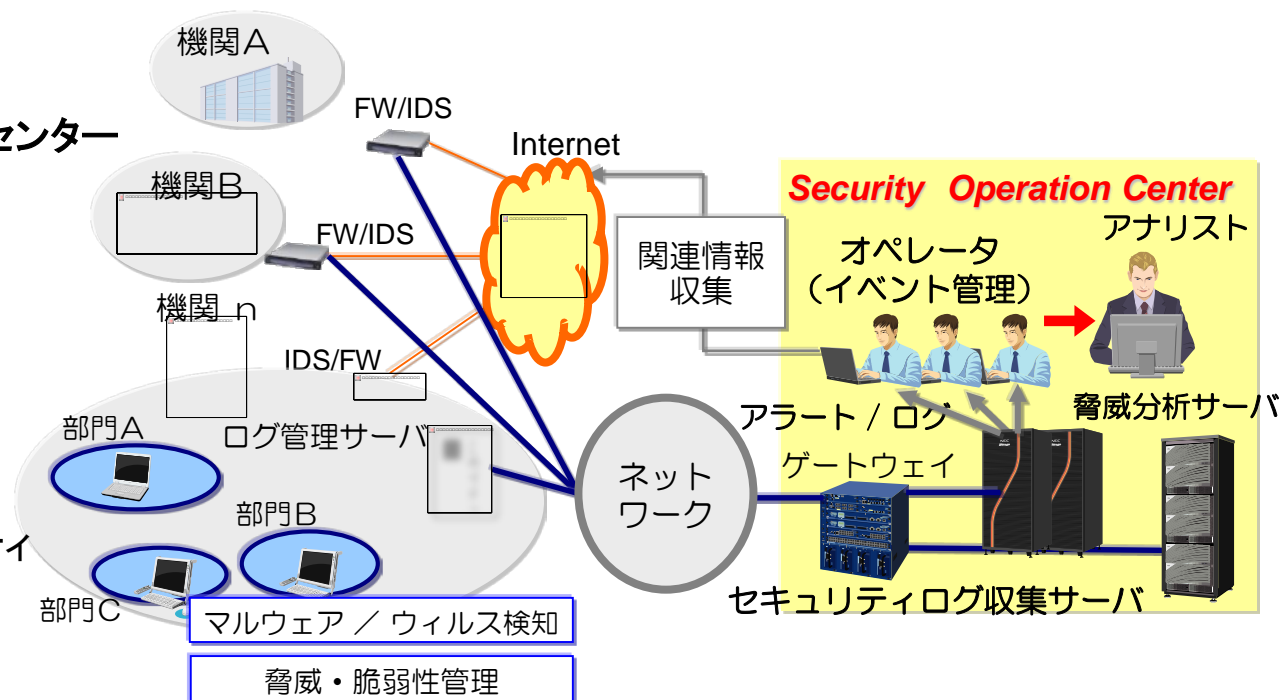 機関A
FW/IDS
センター
Internet
機関B
Security Operation Center
アナリスト
FW/IDS
関連情報
収集
オペレータ
（イベント管理）
機関 n
IDS/FW
アラート / ログ
脅威分析サーバ
部門A
ログ管理サーバ
ゲートウェイ
ネット
ワーク
部門B
ティ
セキュリティログ収集サーバ
部門C
マルウェア ／ ウィルス検知
脅威・脆弱性管理